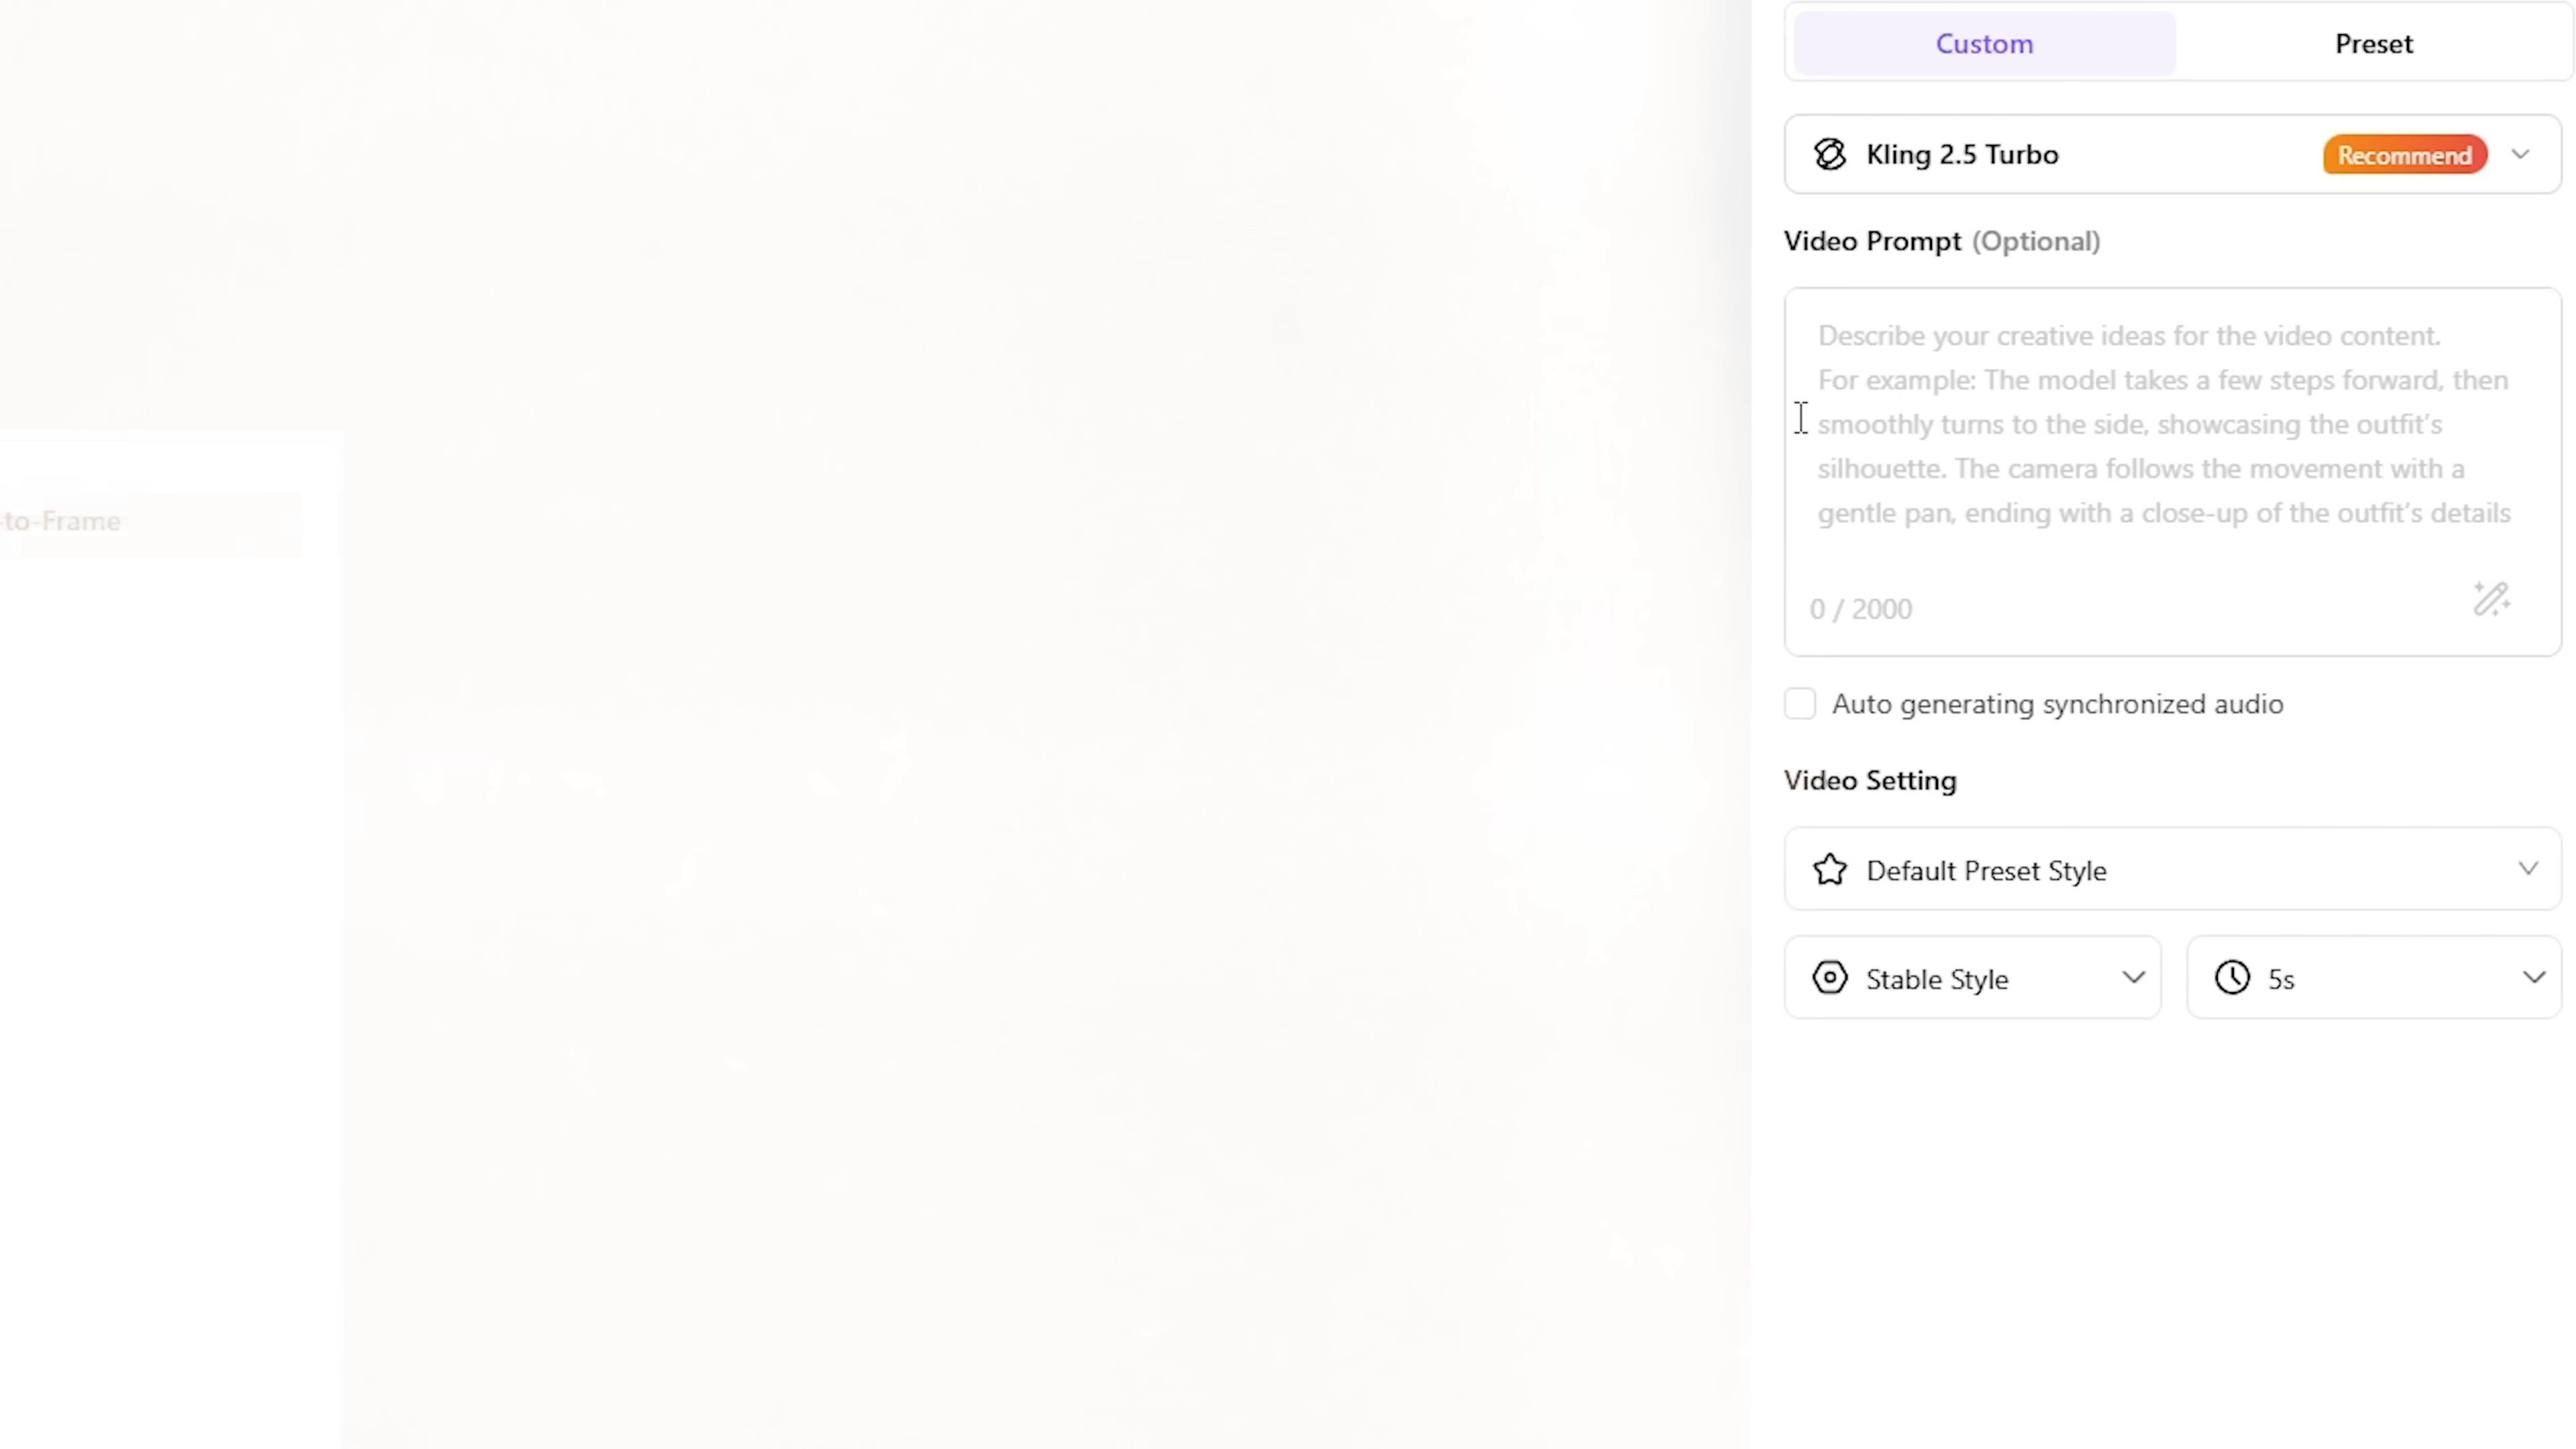 Custom
Preset
Kling 2.5 Turbo
Recommend
Video Prompt (Optional)
Describe your creative ideas for the video content.
For example: The model takes a few steps forward, then
smoothly turns to the side, showcasing the outfit’s
silhouette. The camera follows the movement with a
gentle pan, ending with a close-up of the outfit’s details
-to-Frame
0 / 2000
Auto generating synchronized audio
Video Setting
Default Preset Style
Stable Style
5s